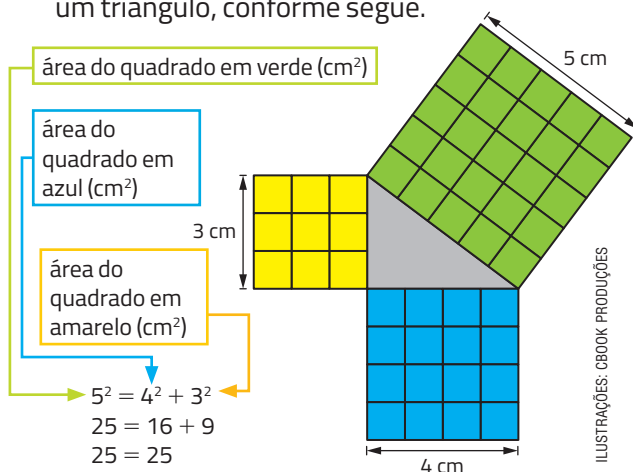 um triângulo, conforme segue.
área do quadrado em verde (cm²)
área do
quadrado em
azul (cm²)
área do
quadrado em
amarelo (cm²)
5² = 4² + 3²
25 = 16 + 9
25 = 25
3 cm
5 cm
4 cm
ILUSTRAÇÕES: CBOOK PRODUÇÕES